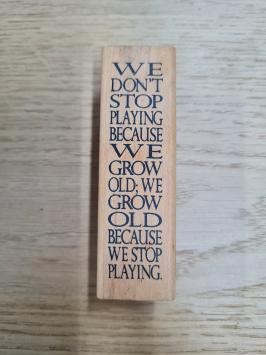 WE
DON'T
STOP
PLAYING
BECAUSE
WE
GROW
OLD; WE
GROW
OLD
BECAUSE
WE STOP
PLAYING.